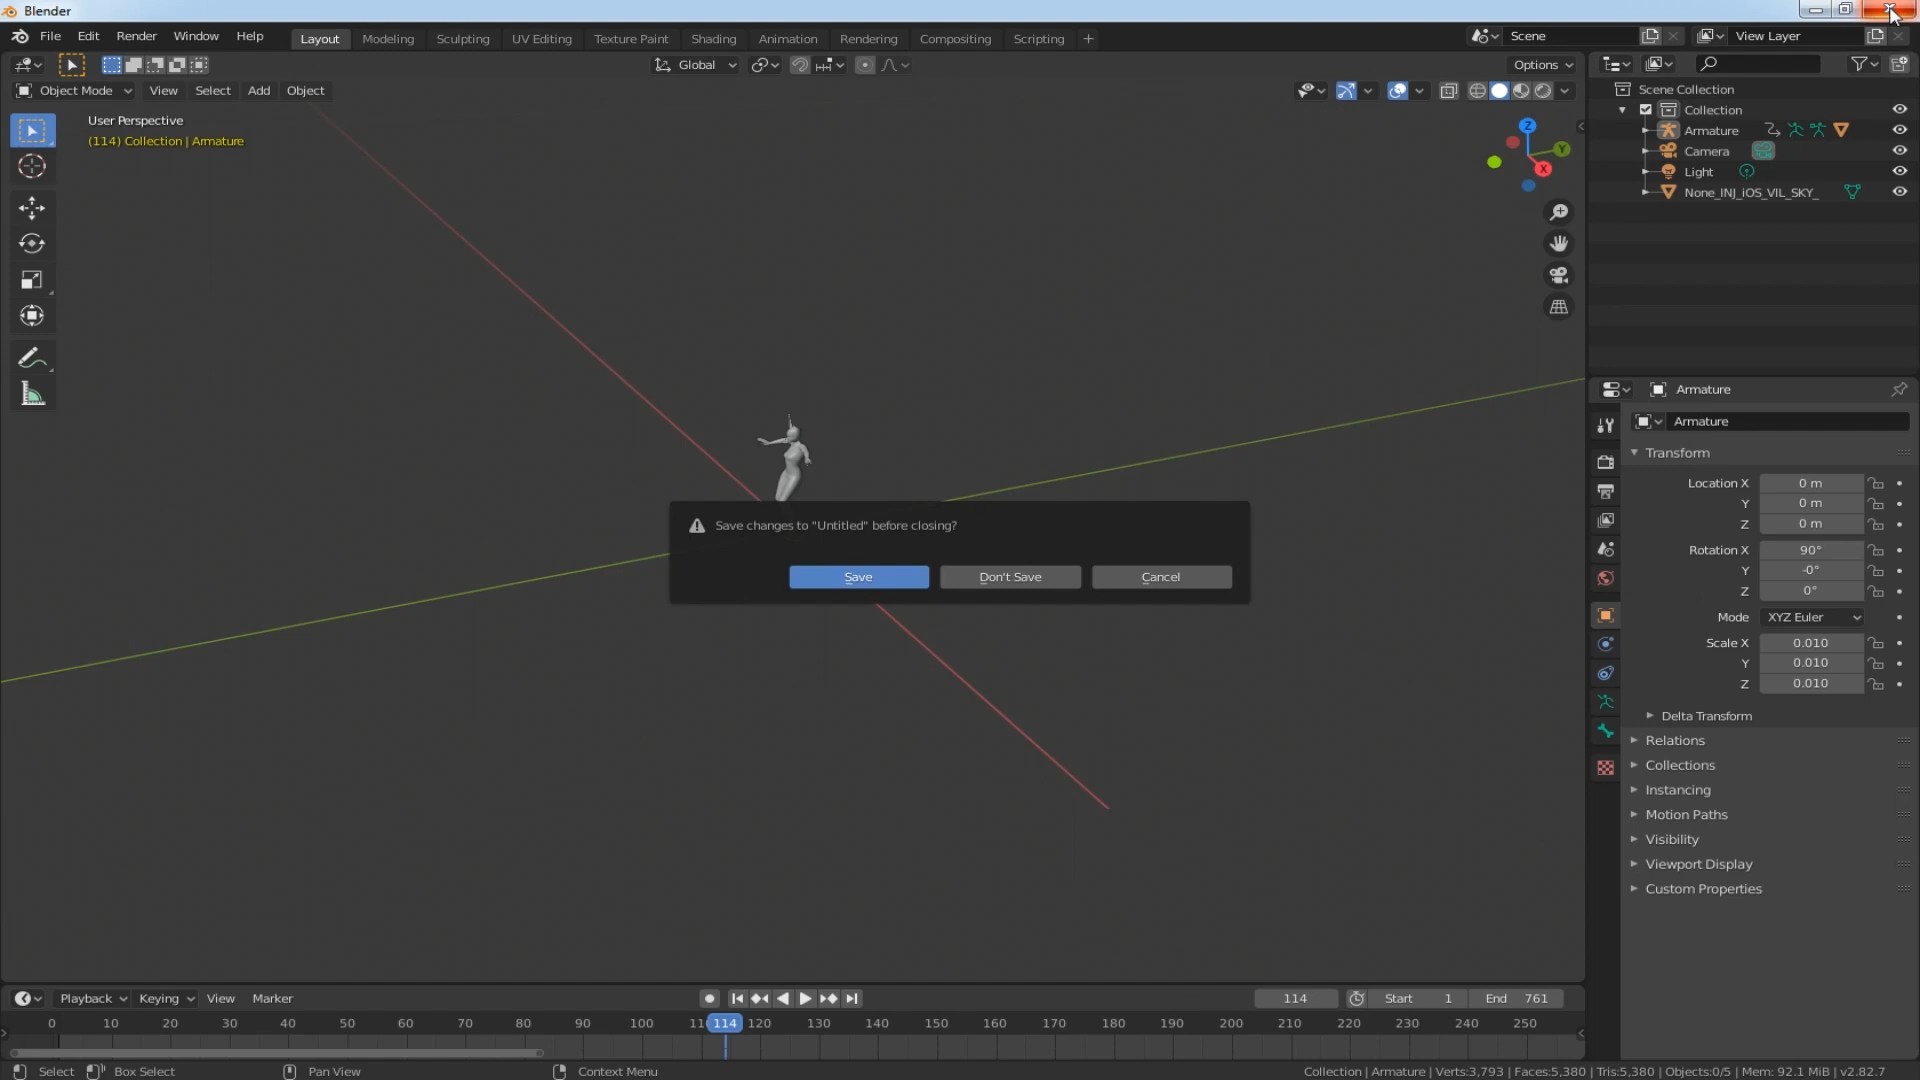 Blender
File Edit Render Window Help Layout Modeling Sculpting UV Editing Texture Paint Shading Animation Rendering Compositing Scripting + Scene View Layer
Global Options
Object Mode View Select Add Object
User Perspective
(114) Collection | Armature
Z
Y
X
Scene Collection
Collection
Armature
Camera
Light
None_INJ_iOS_VIL_SKY_
Save changes to "Untitled" before closing?
Save Don't Save Cancel
Armature
Armature
Transform
Location X 0 m
Y 0 m
Z 0 m
Rotation X 90°
Y -0°
Z 0°
Mode XYZ Euler
Scale X 0.010
Y 0.010
Z 0.010
Delta Transform
Relations
Collections
Instancing
Motion Paths
Visibility
Viewport Display
Custom Properties
Playback Keying View Marker 114 Start 1 End 761
0 10 20 30 40 50 60 70 80 90 100 11 114 120 130 140 150 160 170 180 190 200 210 220 230 240 250
Select Box Select Pan View Context Menu Collection | Armature | Verts:3,793 | Faces:5,380 | Tris:5,380 | Objects:0/5 | Mem: 92.1 MiB | v2.82.7